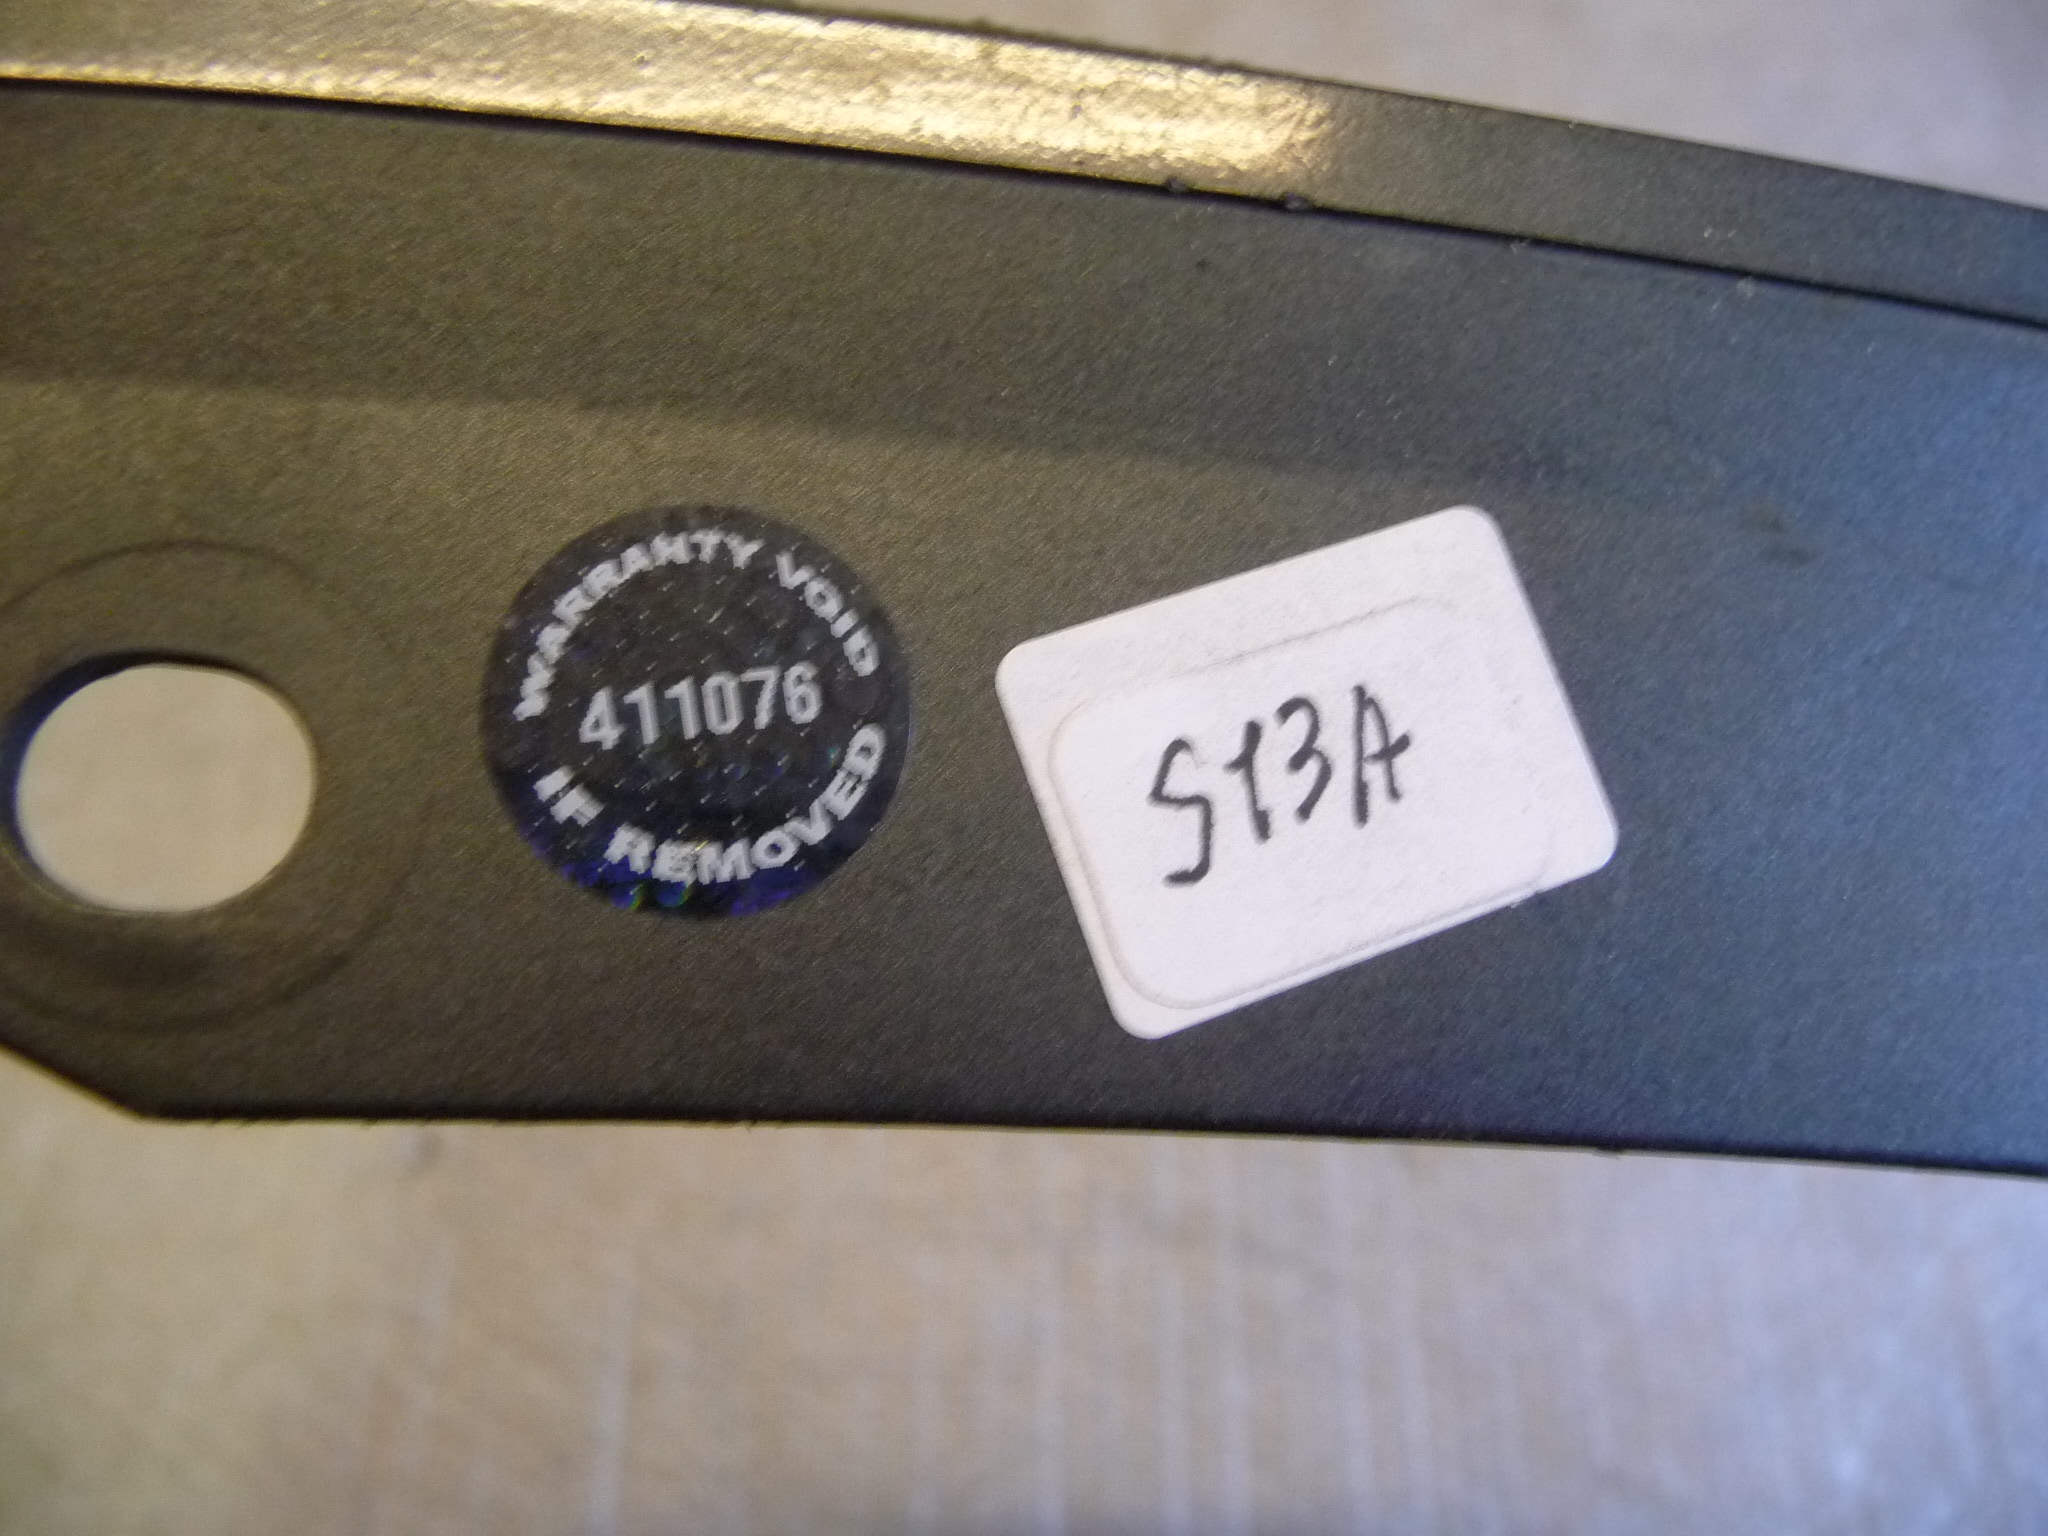 WARRANTY VOID
411076
IF REMOVED
S13A